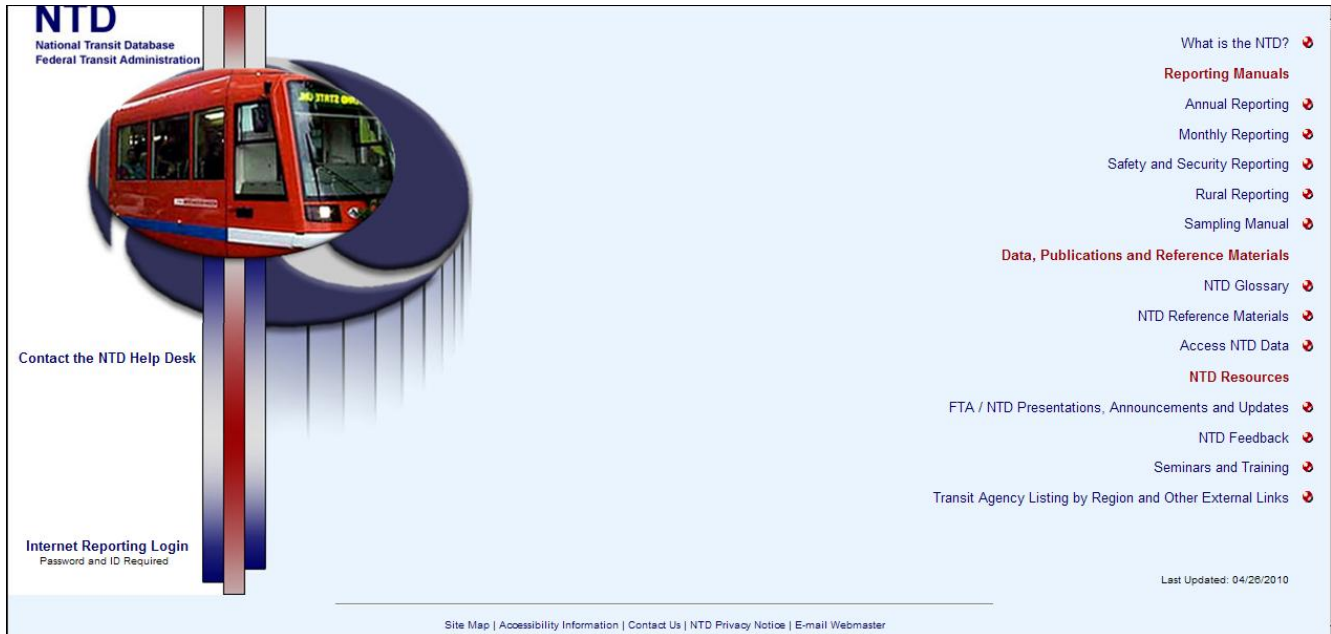 NTD
National Transit Database
Federal Transit Administration
Contact the NTD Help Desk
Internet Reporting Login
Password and ID Required
What is the NTD?
Reporting Manuals
Annual Reporting
Monthly Reporting
Safety and Security Reporting
Rural Reporting
Sampling Manual
Data, Publications and Reference Materials
NTD Glossary
NTD Reference Materials
Access NTD Data
NTD Resources
FTA / NTD Presentations, Announcements and Updates
NTD Feedback
Seminars and Training
Transit Agency Listing by Region and Other External Links
Last Updated: 04/26/2010
Site Map | Accessibility Information | Contact Us | NTD Privacy Notice | E-mail Webmaster